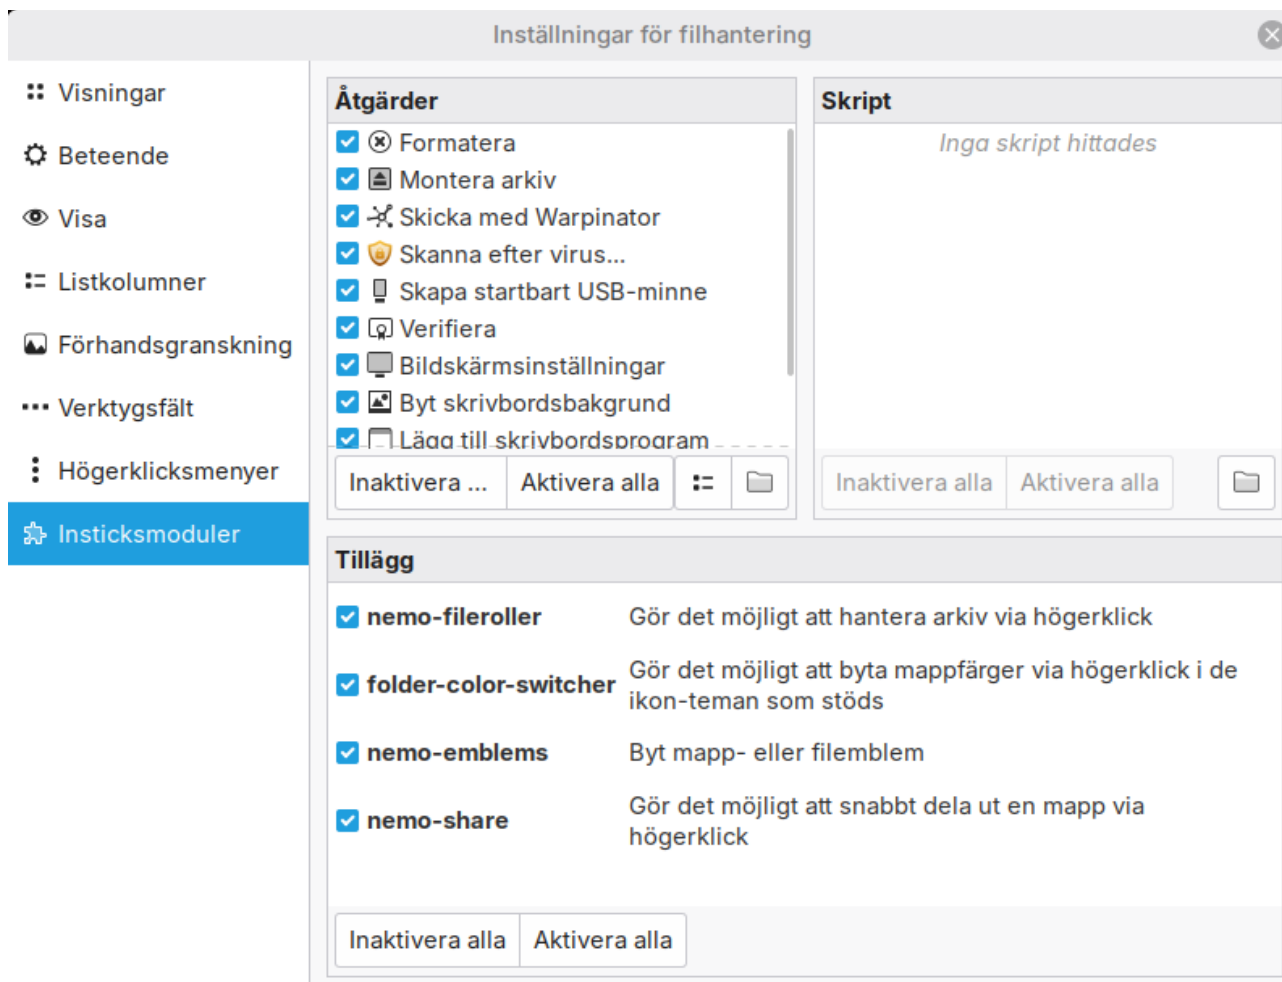 Inställningar för filhantering
Visningar
Beteende
Visa
Listkolumner
Förhandsgranskning
Verktygsfält
Högerklicksmenyer
Insticksmoduler
Åtgärder
Formatera
Montera arkiv
Skicka med Warpinator
Skanna efter virus...
Skapa startbart USB-minne
Verifiera
Bildskärmsinställningar
Byt skrivbordsbakgrund
Lägg till skrivbordsprogram
Inaktivera ... Aktivera alla
Skript
Inga skript hittades
Inaktivera alla Aktivera alla
Tillägg
nemo-fileroller Gör det möjligt att hantera arkiv via högerklick
folder-color-switcher Gör det möjligt att byta mappfärger via högerklick i de
ikon-teman som stöds
nemo-emblems Byt mapp- eller filemblem
nemo-share Gör det möjligt att snabbt dela ut en mapp via
högerklick
Inaktivera alla Aktivera alla